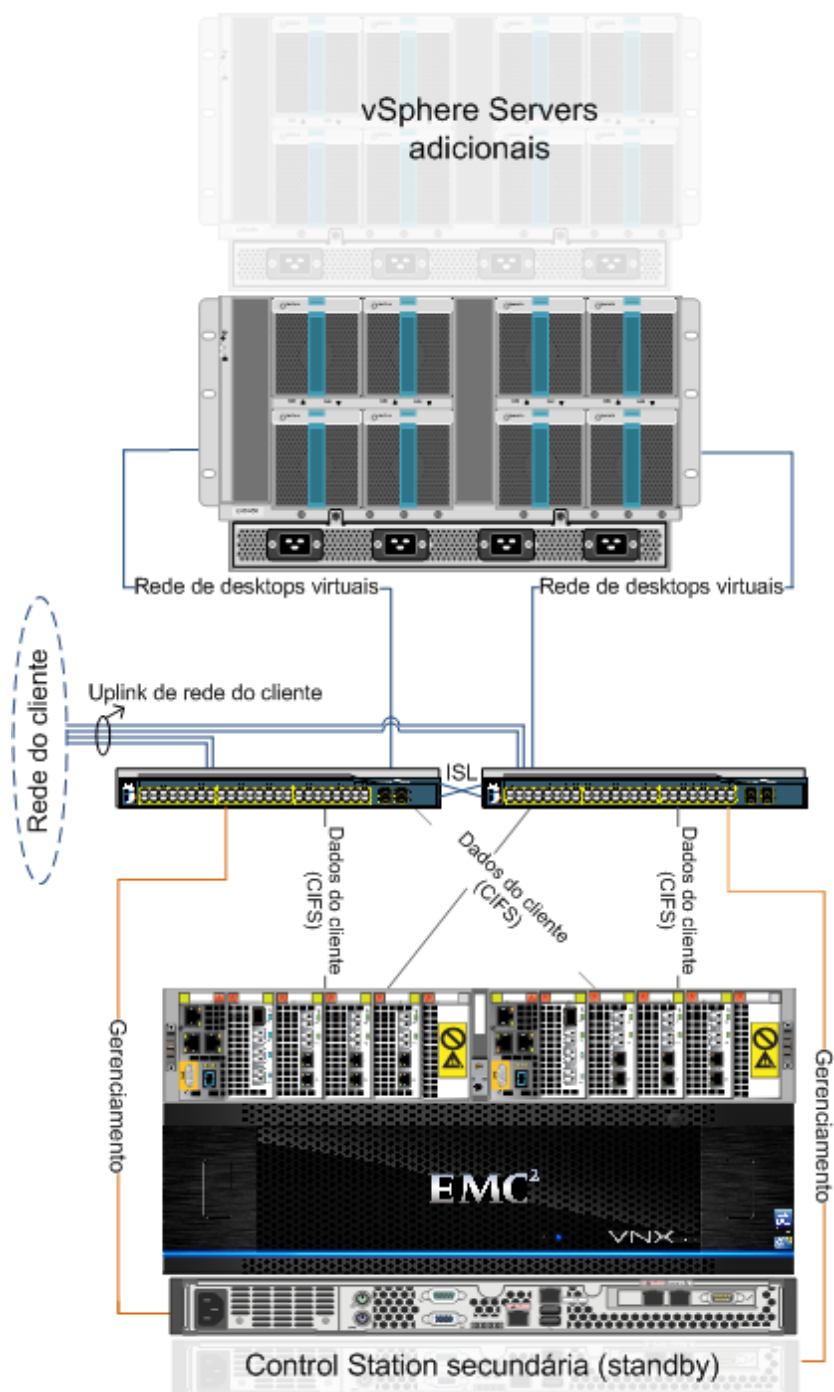 vSphere Servers
adicionais
Rede de desktops virtuais
Rede de desktops virtuais
Rede do cliente
Uplink de rede do cliente
ISL
Dados do cliente
(CIFS)
Dados do cliente
(CIFS)
Dados do cliente
(CIFS)
Gerenciamento
Gerenciamento
EMC²
VNX
Control Station secundária (standby)